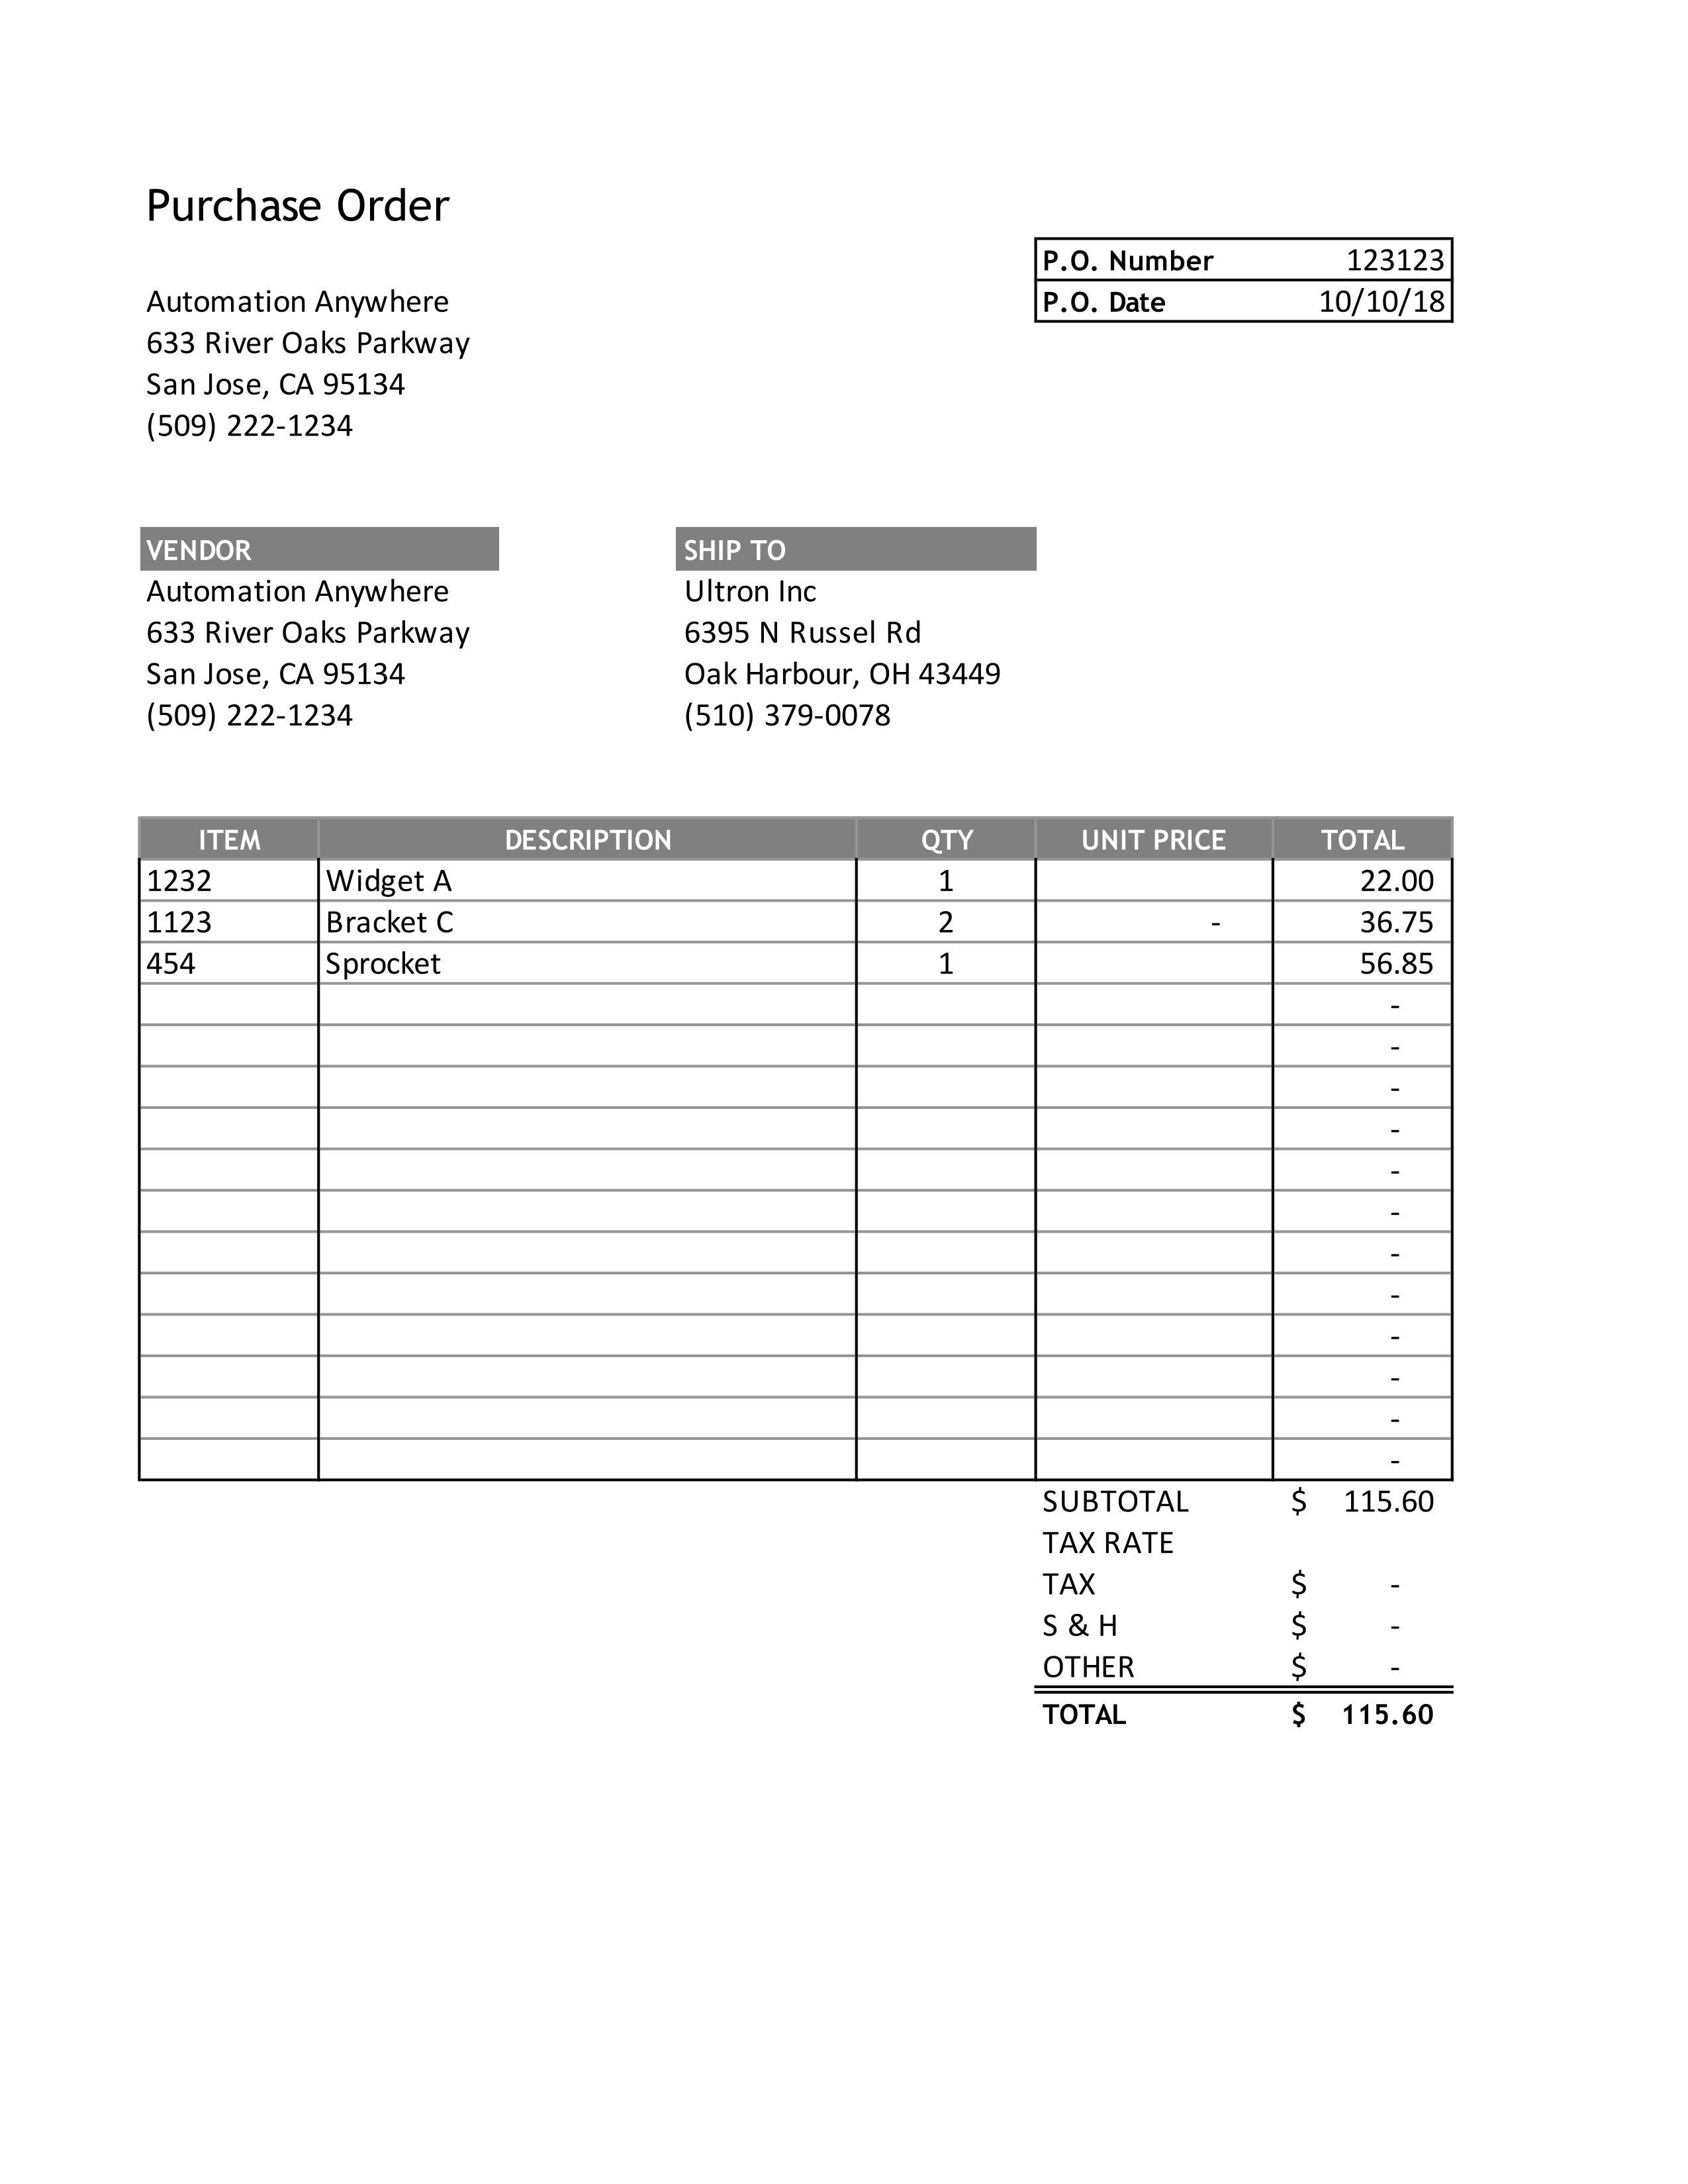 Purchase Order
P.O. Number 123123
P.O. Date 10/10/18
Automation Anywhere
633 River Oaks Parkway
San Jose, CA 95134
(509) 222-1234
VENDOR SHIP TO
Automation Anywhere Ultron Inc
633 River Oaks Parkway 6395 N Russel Rd
San Jose, CA 95134 Oak Harbour, OH 43449
(509) 222-1234 (510) 379-0078
ITEM DESCRIPTION QTY UNIT PRICE TOTAL
1232 Widget A 1 22.00
1123 Bracket C 2 - 36.75
454 Sprocket 1 56.85
-
-
-
-
-
-
-
-
-
-
-
-
SUBTOTAL $ 115.60
TAX RATE
TAX $ -
S & H $ -
OTHER $ -
TOTAL $ 115.60